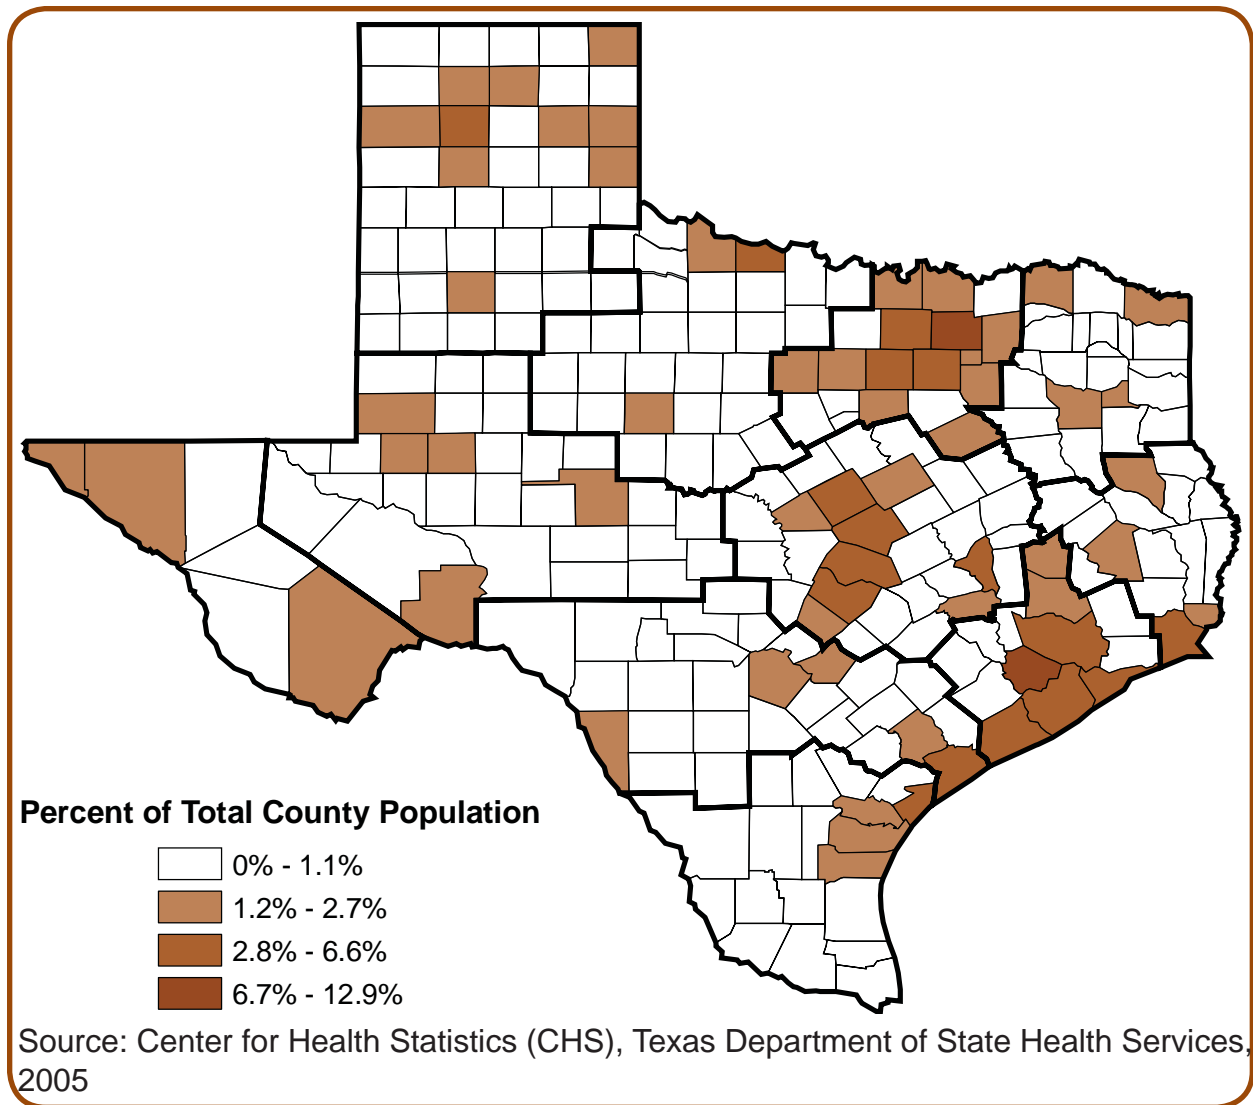 Percent of Total County Population
0% - 1.1%
1.2% - 2.7%
2.8% - 6.6%
6.7% - 12.9%
Source: Center for Health Statistics (CHS), Texas Department of State Health Services,
2005